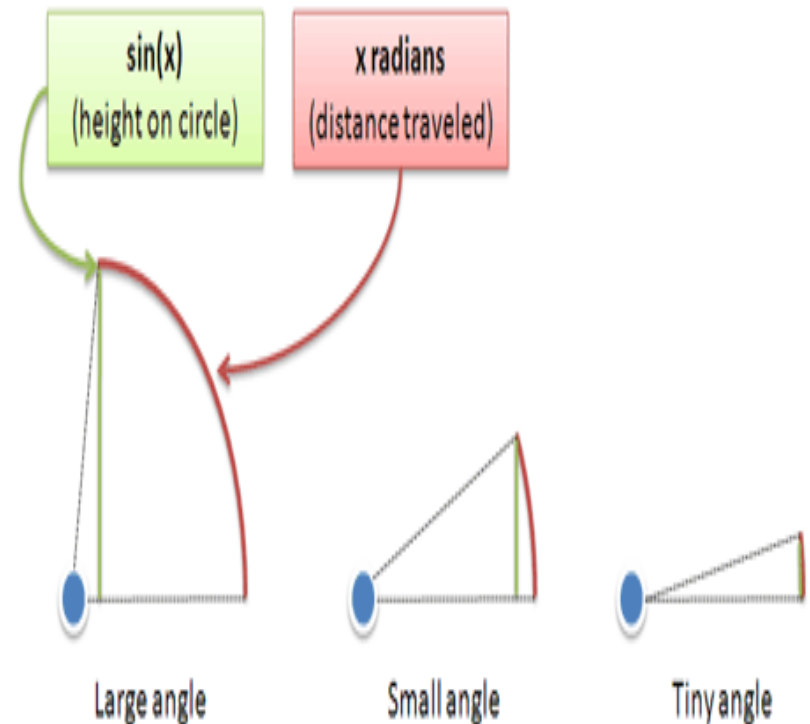 sin(x)
(height on circle)
x radians
(distance traveled)
Large angle
Small angle
Tiny angle